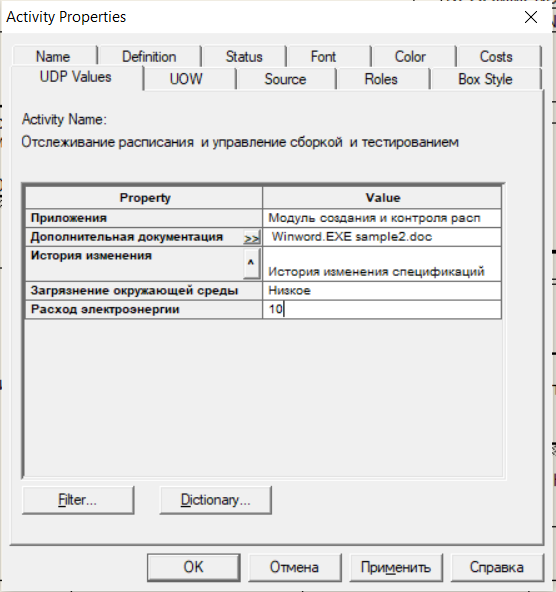 Activity Properties
Name Definition Status Font Color Costs
UDP Values UOW Source Roles Box Style
Activity Name:
Отслеживание расписания и управление сборкой и тестированием
Property Value
Приложения Модуль создания и контроля расп
Дополнительная документация >> Winword.EXE sample2.doc
История изменения ^
История изменения спецификаций
Загрязнение окружающей среды Низкое
Расход электроэнергии 10
Filter... Dictionary...
OK Отмена Применить Справка